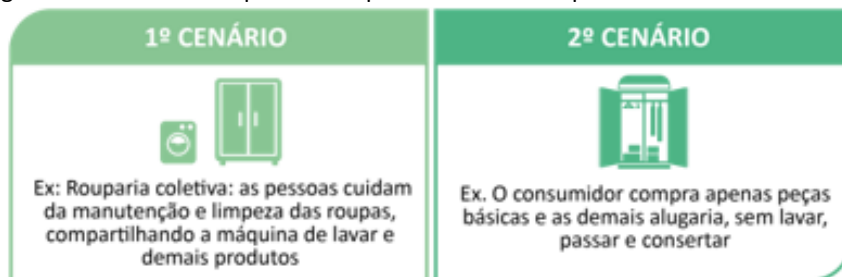 1º CENÁRIO
Ex: Rouparia coletiva: as pessoas cuidam
da manutenção e limpeza das roupas,
compartilhando a máquina de lavar e
demais produtos
2º CENÁRIO
Ex. O consumidor compra apenas peças
básicas e as demais alugaria, sem lavar,
passar e consertar